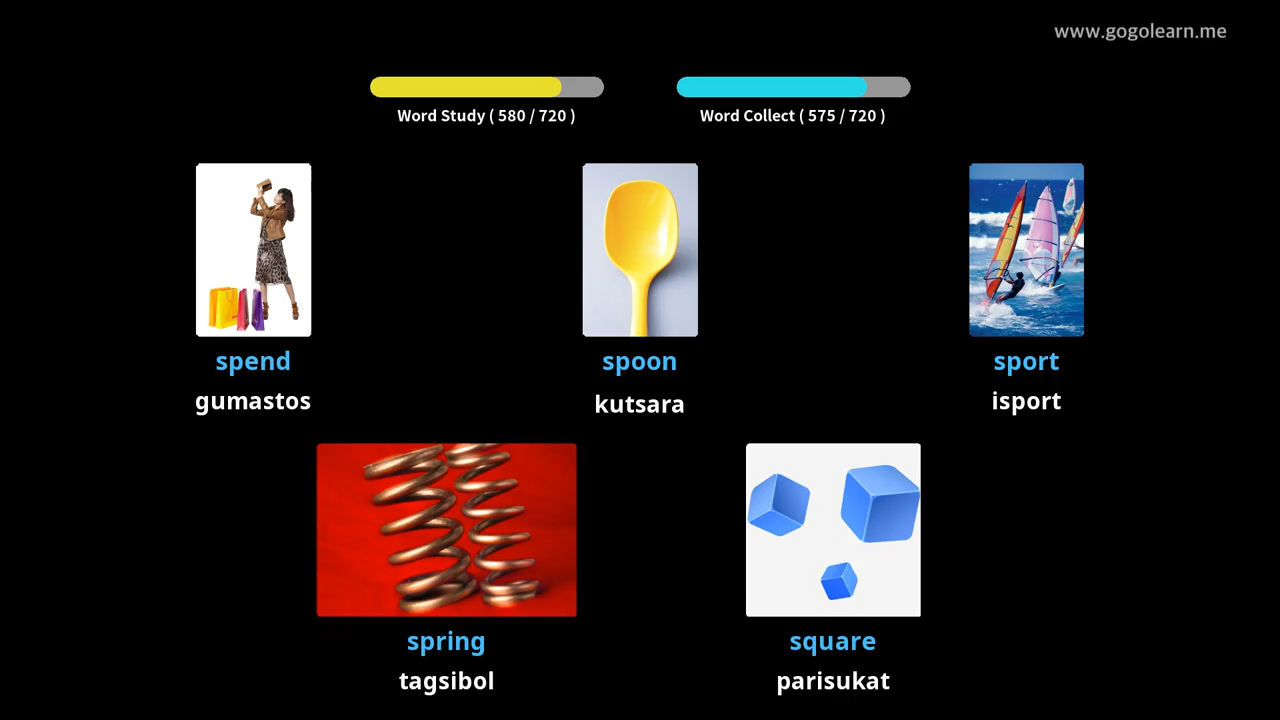 www.gogolearn.me
Word Study ( 580 / 720 )
Word Collect ( 575 / 720 )
spend
gumastos
spoon
kutsara
sport
isport
spring
tagsibol
square
parisukat